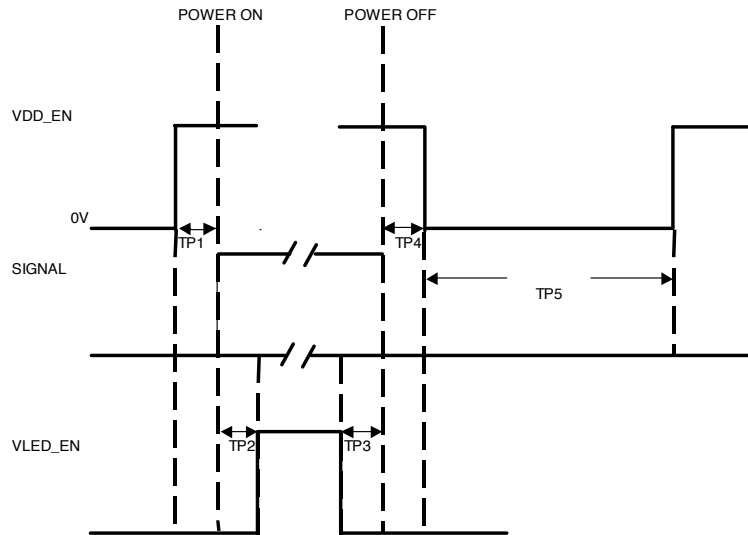 POWER ON
POWER OFF
VDD_EN
0V
TP1
TP4
SIGNAL
TP5
TP2
TP3
VLED_EN